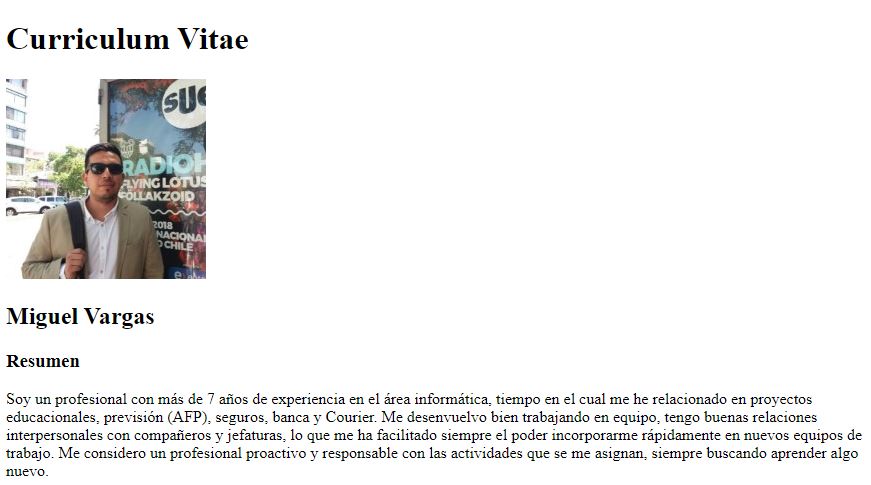 Curriculum Vitae
SUE
RADIOH
FLYING LOTUS
FÖLLAKZOID
2018
NACIONAL
O CHILE
Miguel Vargas
Resumen
Soy un profesional con más de 7 años de experiencia en el área informática, tiempo en el cual me he relacionado en proyectos
educacionales, previsión (AFP), seguros, banca y Courier. Me desenvuelvo bien trabajando en equipo, tengo buenas relaciones
interpersonales con compañeros y jefaturas, lo que me ha facilitado siempre el poder incorporarme rápidamente en nuevos equipos de
trabajo. Me considero un profesional proactivo y responsable con las actividades que se me asignan, siempre buscando aprender algo
nuevo.